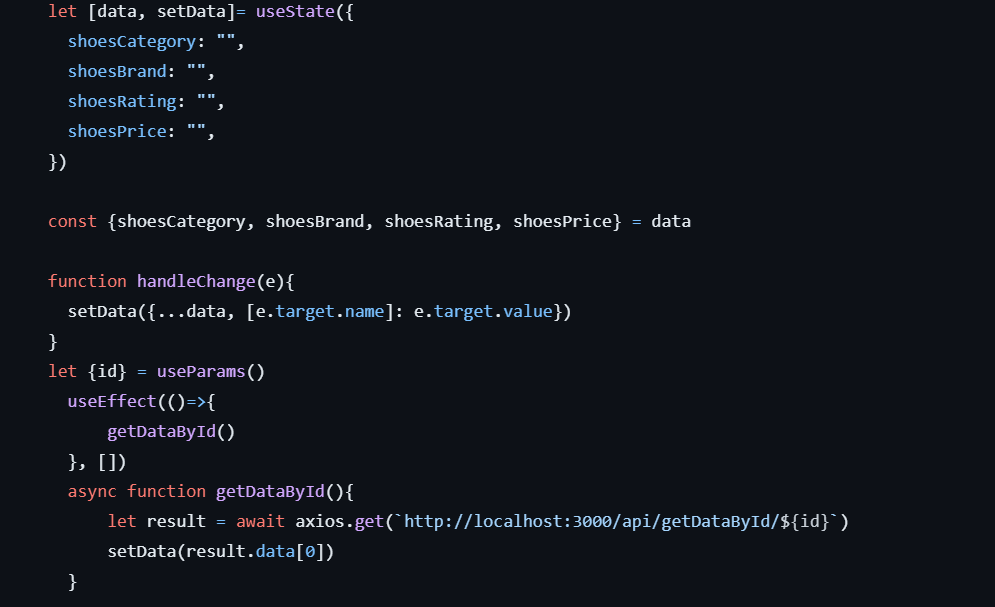 let [data, setData]= useState({
  shoesCategory: "",
  shoesBrand: "",
  shoesRating: "",
  shoesPrice: "",
})
const {shoesCategory, shoesBrand, shoesRating, shoesPrice} = data
function handleChange(e){
  setData({...data, [e.target.name]: e.target.value})
}
let {id} = useParams()
  useEffect(()=>{
      getDataById()
  }, [])
  async function getDataById(){
      let result = await axios.get(`http://localhost:3000/api/getDataById/${id}`)
      setData(result.data[0])
  }